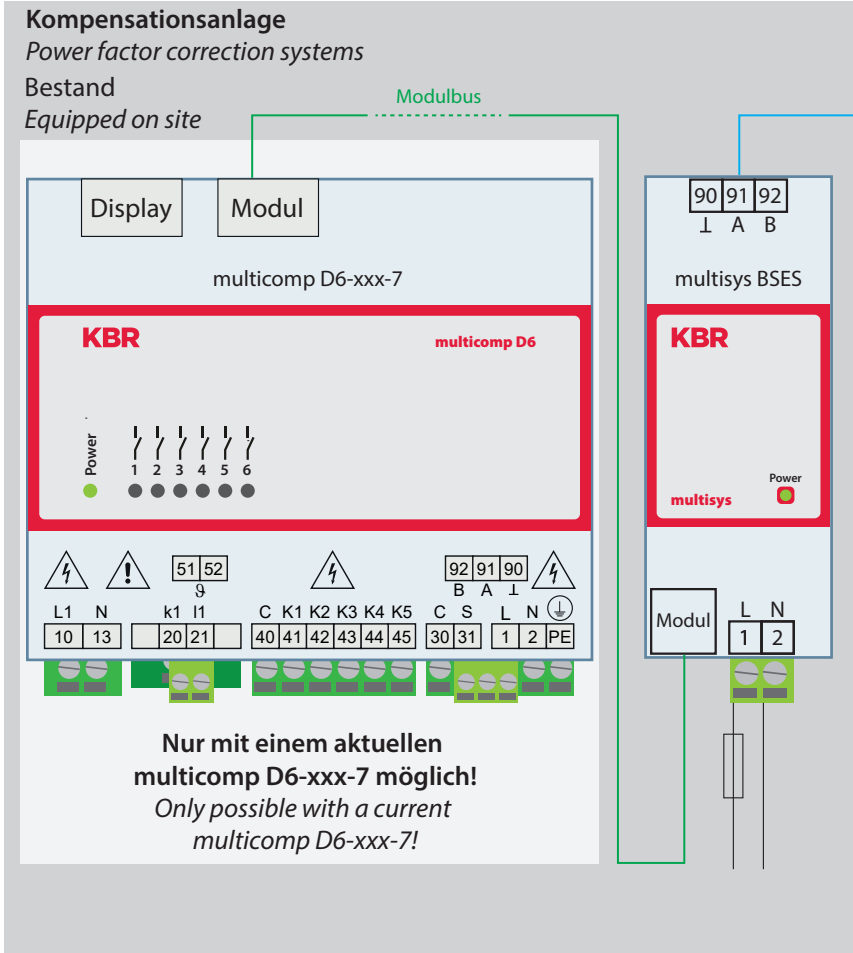 Kompensationsanlage
Power factor correction systems
Bestand
Equipped on site
Modulbus
Display Modul
multicomp D6-xxx-7
KBR multicomp D6
Power
1 2 3 4 5 6
51 52
ϑ
92 91 90
B A ⊥
L1 N k1 l1 C K1 K2 K3 K4 K5 C S L N
10 13 20 21 40 41 42 43 44 45 30 31 1 2 PE
Nur mit einem aktuellen
multicomp D6-xxx-7 möglich!
Only possible with a current
multicomp D6-xxx-7!
90 91 92
⊥ A B
multisys BSES
KBR
Power
multisys
Modul
L N
1 2